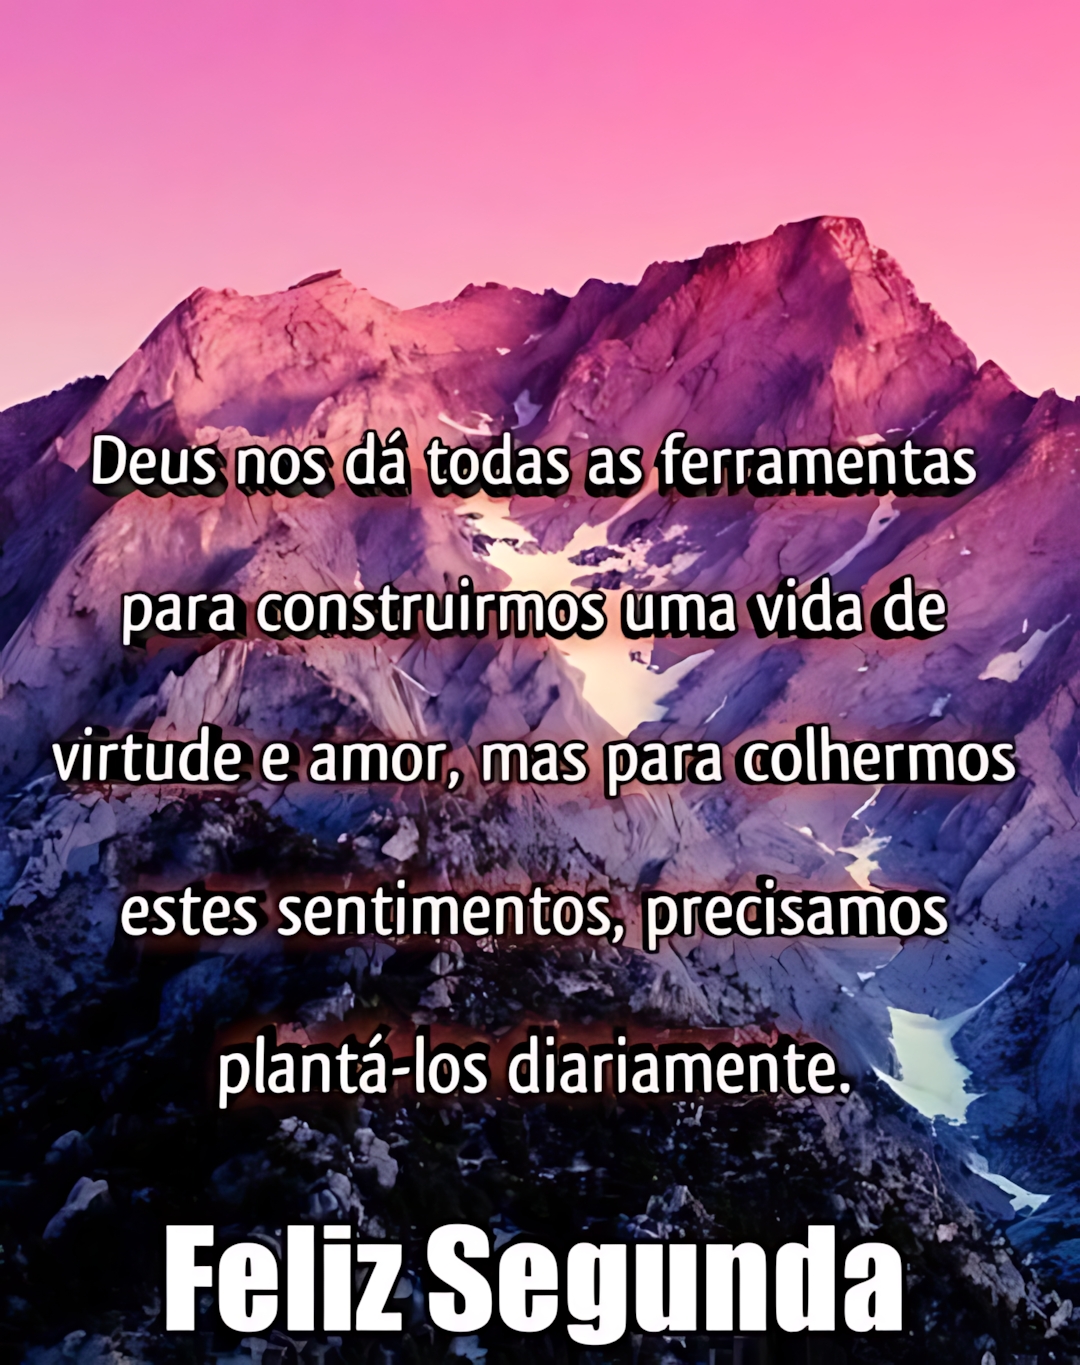 Deus nos dá todas as ferramentas
para construirmos uma vida de
virtude e amor, mas para colhermos
estes sentimentos, precisamos
plantá-los diariamente.
Feliz Segunda